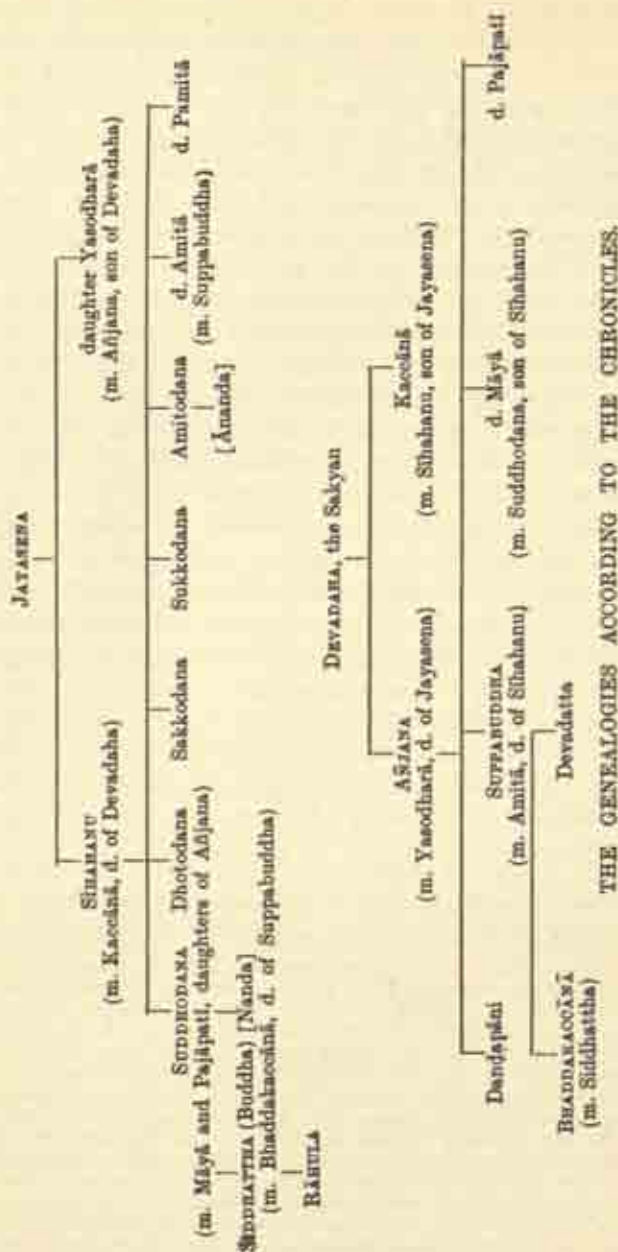 JAYASENA
SĪHAHANU
(m. Kaccānā, d. of Devadaha)
daughter Yasodharā
(m. Añjana, son of Devadaha)
SUDDHODANA Dhotodana Sakkodana Sukkodana Amitodana d. Amitā d. Pamitā
(m. Māyā and Pajāpatī, daughters of Añjana) [Ānanda] (m. Suppabuddha)
SIDDHATTHA (Buddha) [Nanda]
(m. Bhaddakaccānā, d. of Suppabuddha)
RĀHULA
DEVADAHA, the Sakyan
AÑJANA Kaccānā
(m. Yasodharā, d. of Jayasena) (m. Sīhahanu, son of Jayasena)
Daṇḍapāni SUPPABUDDHA d. Māyā d. Pajāpatī
(m. Amitā, d. of Sīhahanu) (m. Suddhodana, son of Sīhahanu)
BHADDAKACCĀNĀ Devadatta
(m. Siddhattha)
THE GENEALOGIES ACCORDING TO THE CHRONICLES.